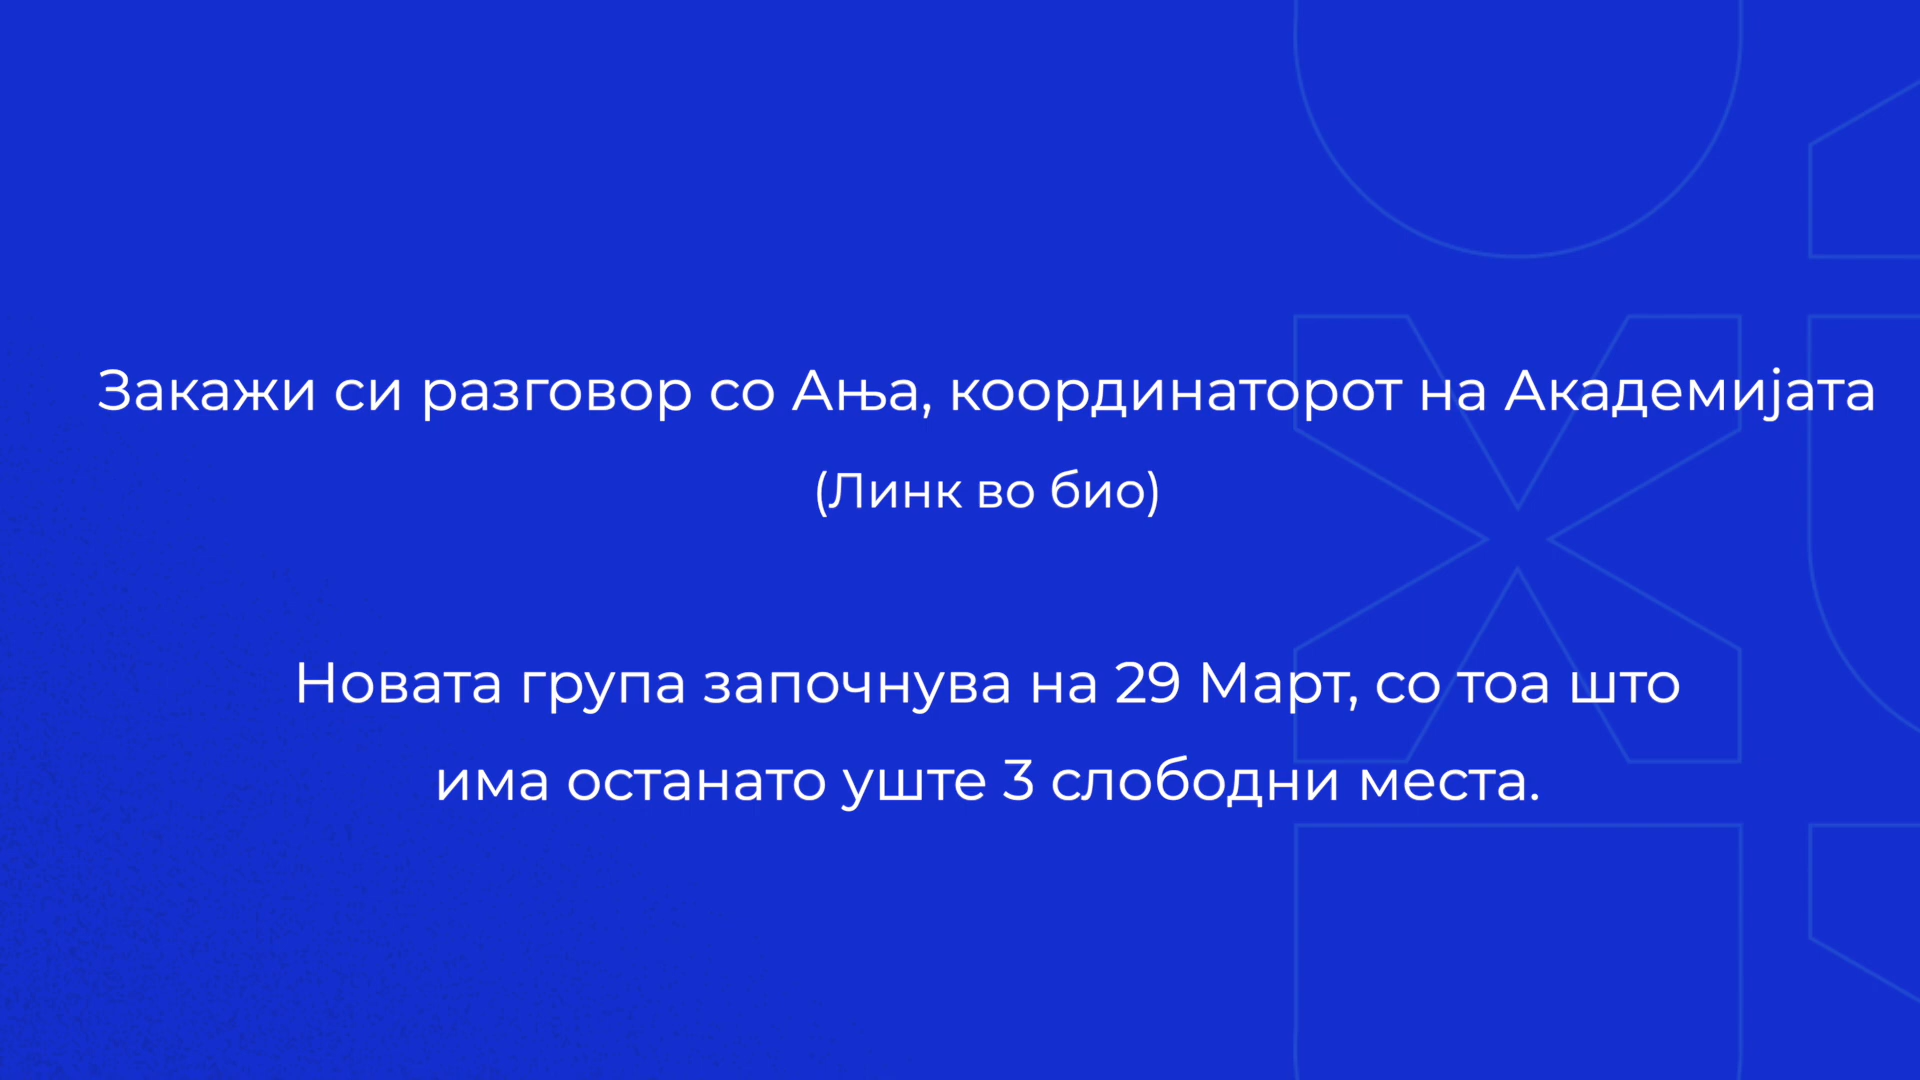 Закажи си разговор со Ања, координаторот на Академијата
(Линк во био)
Новата група започнува на 29 Март, со тоа што
има останато уште 3 слободни места.